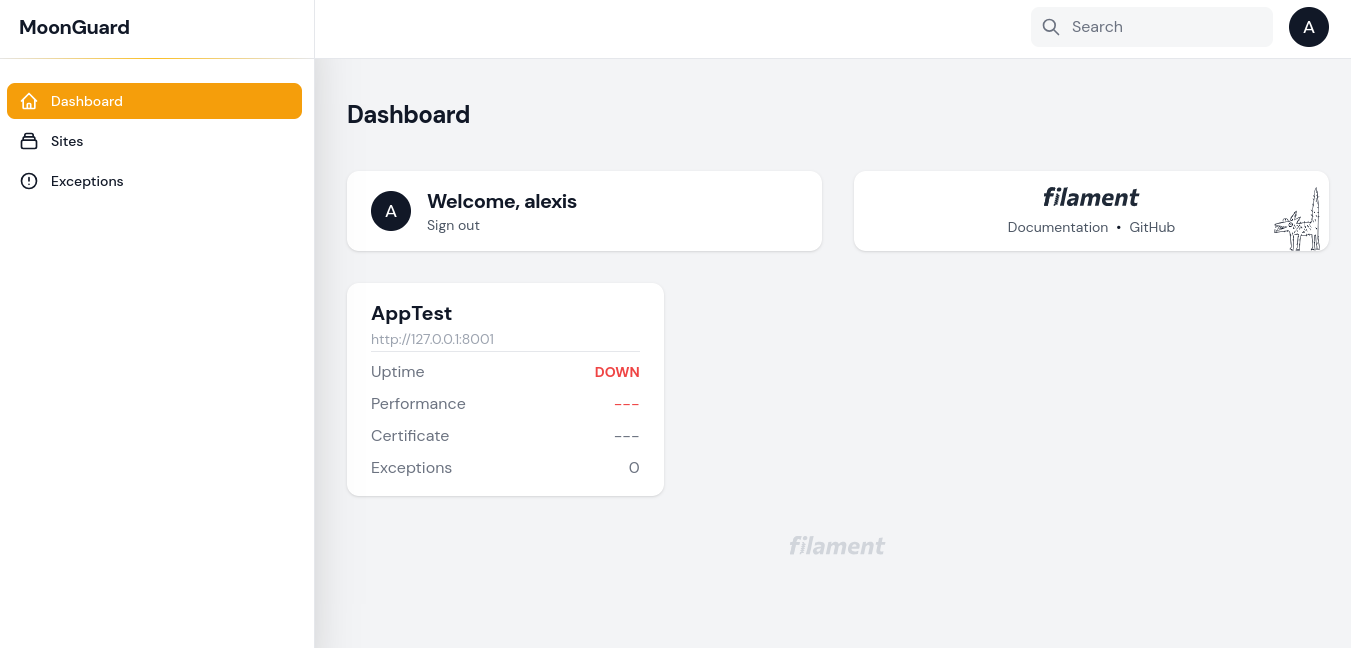 MoonGuard
Search
A
Dashboard
Sites
Exceptions
Dashboard
A
Welcome, alexis
Sign out
filament
Documentation • GitHub
AppTest
http://127.0.0.1:8001
Uptime DOWN
Performance ---
Certificate ---
Exceptions 0
filament